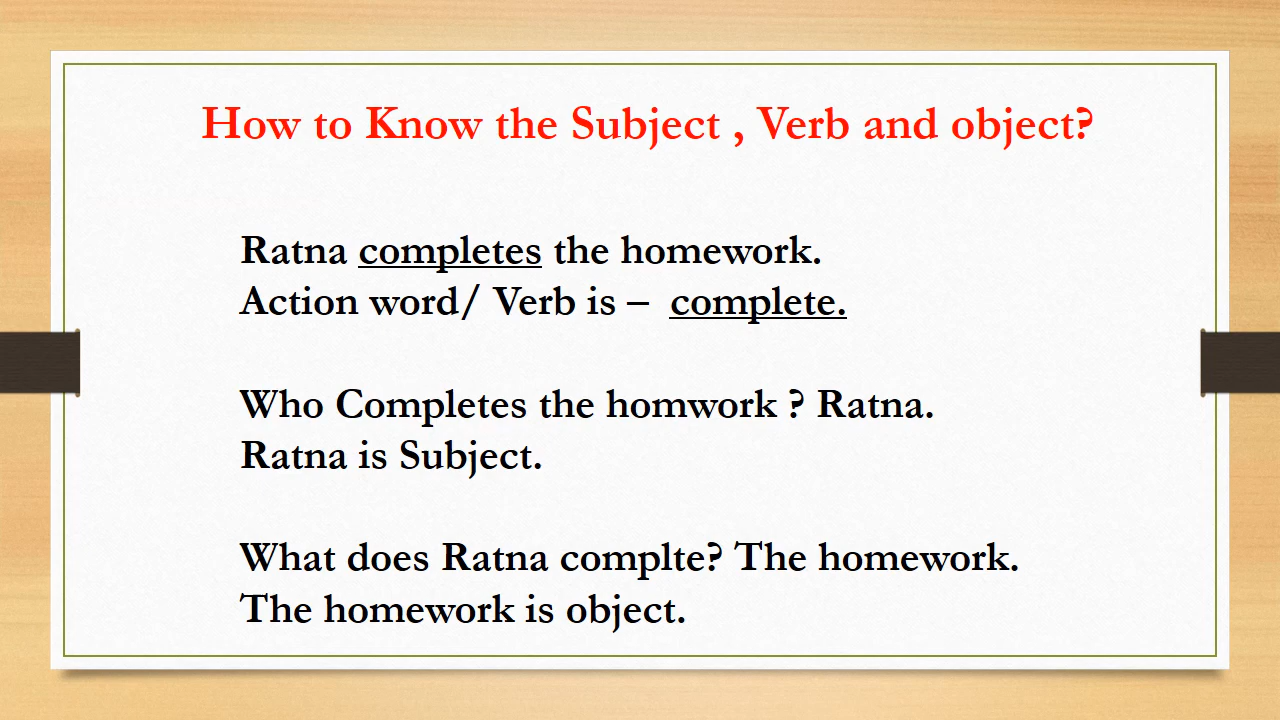 How to Know the Subject , Verb and object?
Ratna completes the homework.
Action word/ Verb is – complete.
Who Completes the homwork ? Ratna.
Ratna is Subject.
What does Ratna complte? The homework.
The homework is object.